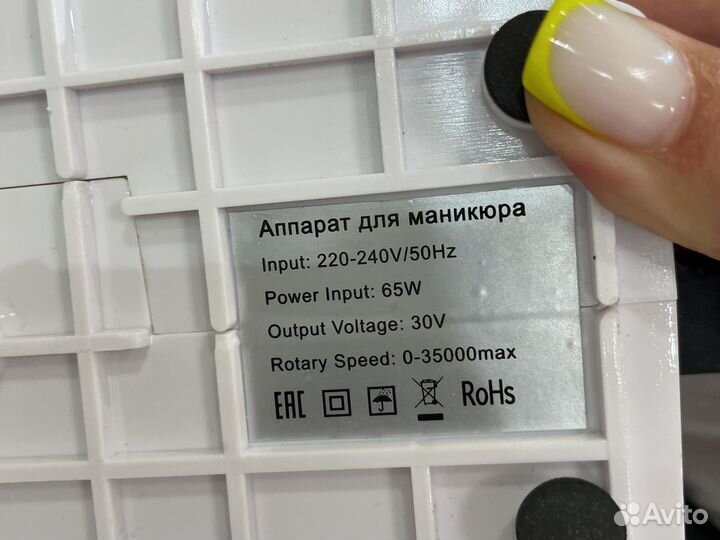 Аппарат для маникюра
Input: 220-240V/50Hz
Power Input: 65W
Output Voltage: 30V
Rotary Speed: 0-35000max
EAC RoHs
Avito